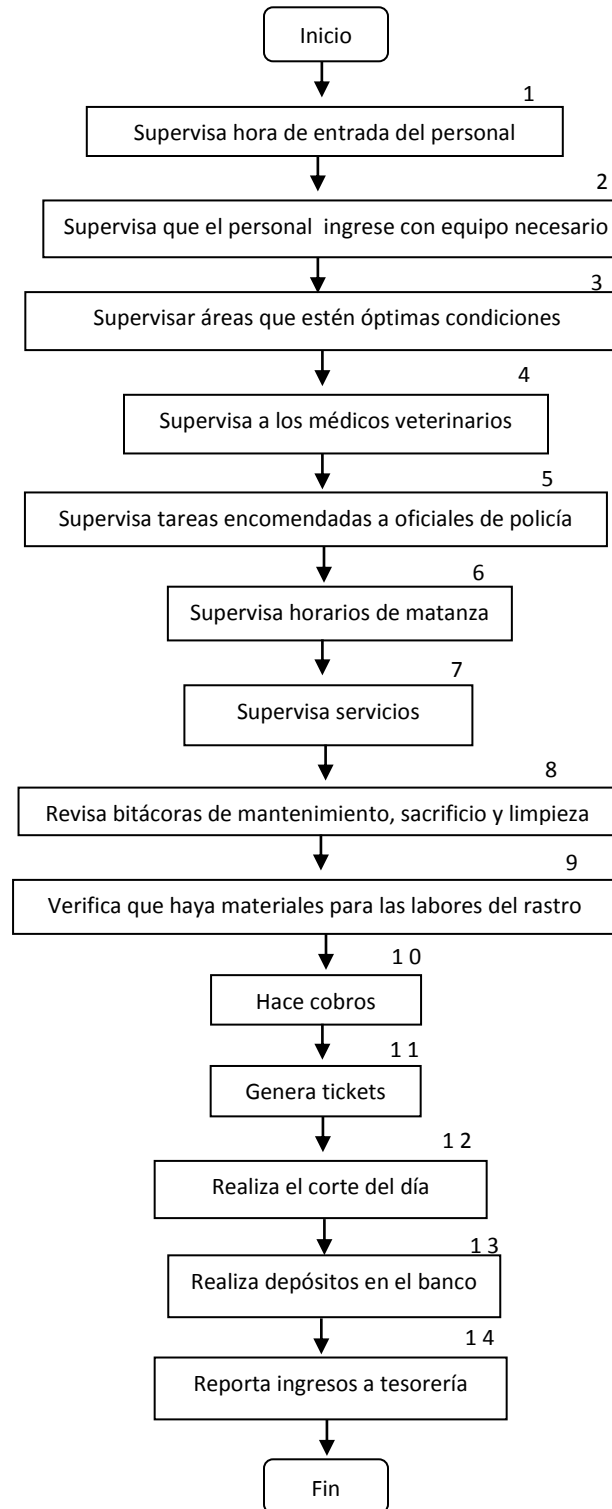 Inicio
1
Supervisa hora de entrada del personal
2
Supervisa que el personal ingrese con equipo necesario
3
Supervisar áreas que estén óptimas condiciones
4
Supervisa a los médicos veterinarios
5
Supervisa tareas encomendadas a oficiales de policía
6
Supervisa horarios de matanza
7
Supervisa servicios
8
Revisa bitácoras de mantenimiento, sacrificio y limpieza
9
Verifica que haya materiales para las labores del rastro
1 0
Hace cobros
1 1
Genera tickets
1 2
Realiza el corte del día
1 3
Realiza depósitos en el banco
1 4
Reporta ingresos a tesorería
Fin